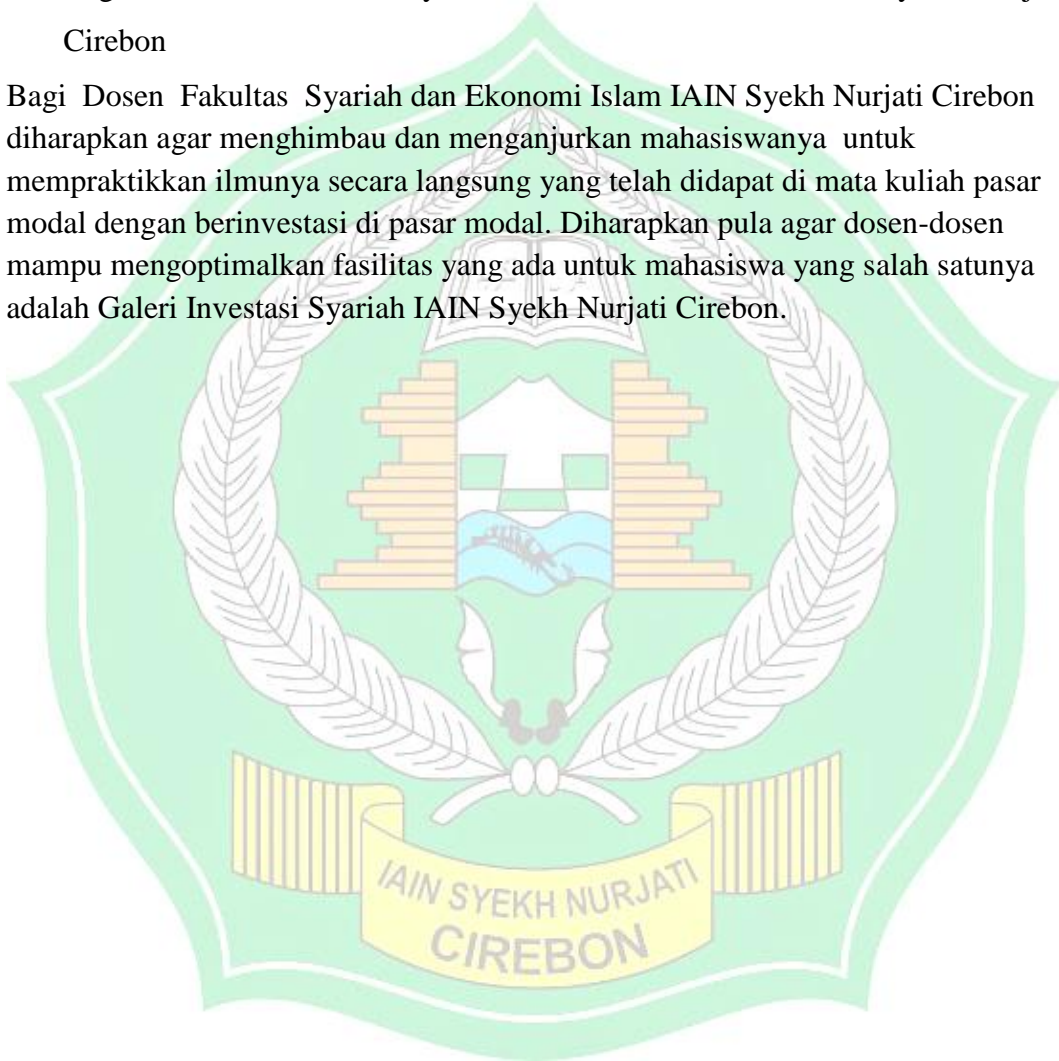 Cirebon
Bagi Dosen Fakultas Syariah dan Ekonomi Islam IAIN Syekh Nurjati Cirebon
diharapkan agar menghimbau dan menganjurkan mahasiswanya untuk
mempraktikkan ilmunya secara langsung yang telah didapat di mata kuliah pasar
modal dengan berinvestasi di pasar modal. Diharapkan pula agar dosen-dosen
mampu mengoptimalkan fasilitas yang ada untuk mahasiswa yang salah satunya
adalah Galeri Investasi Syariah IAIN Syekh Nurjati Cirebon.
IAIN SYEKH NURJATI
CIREBON